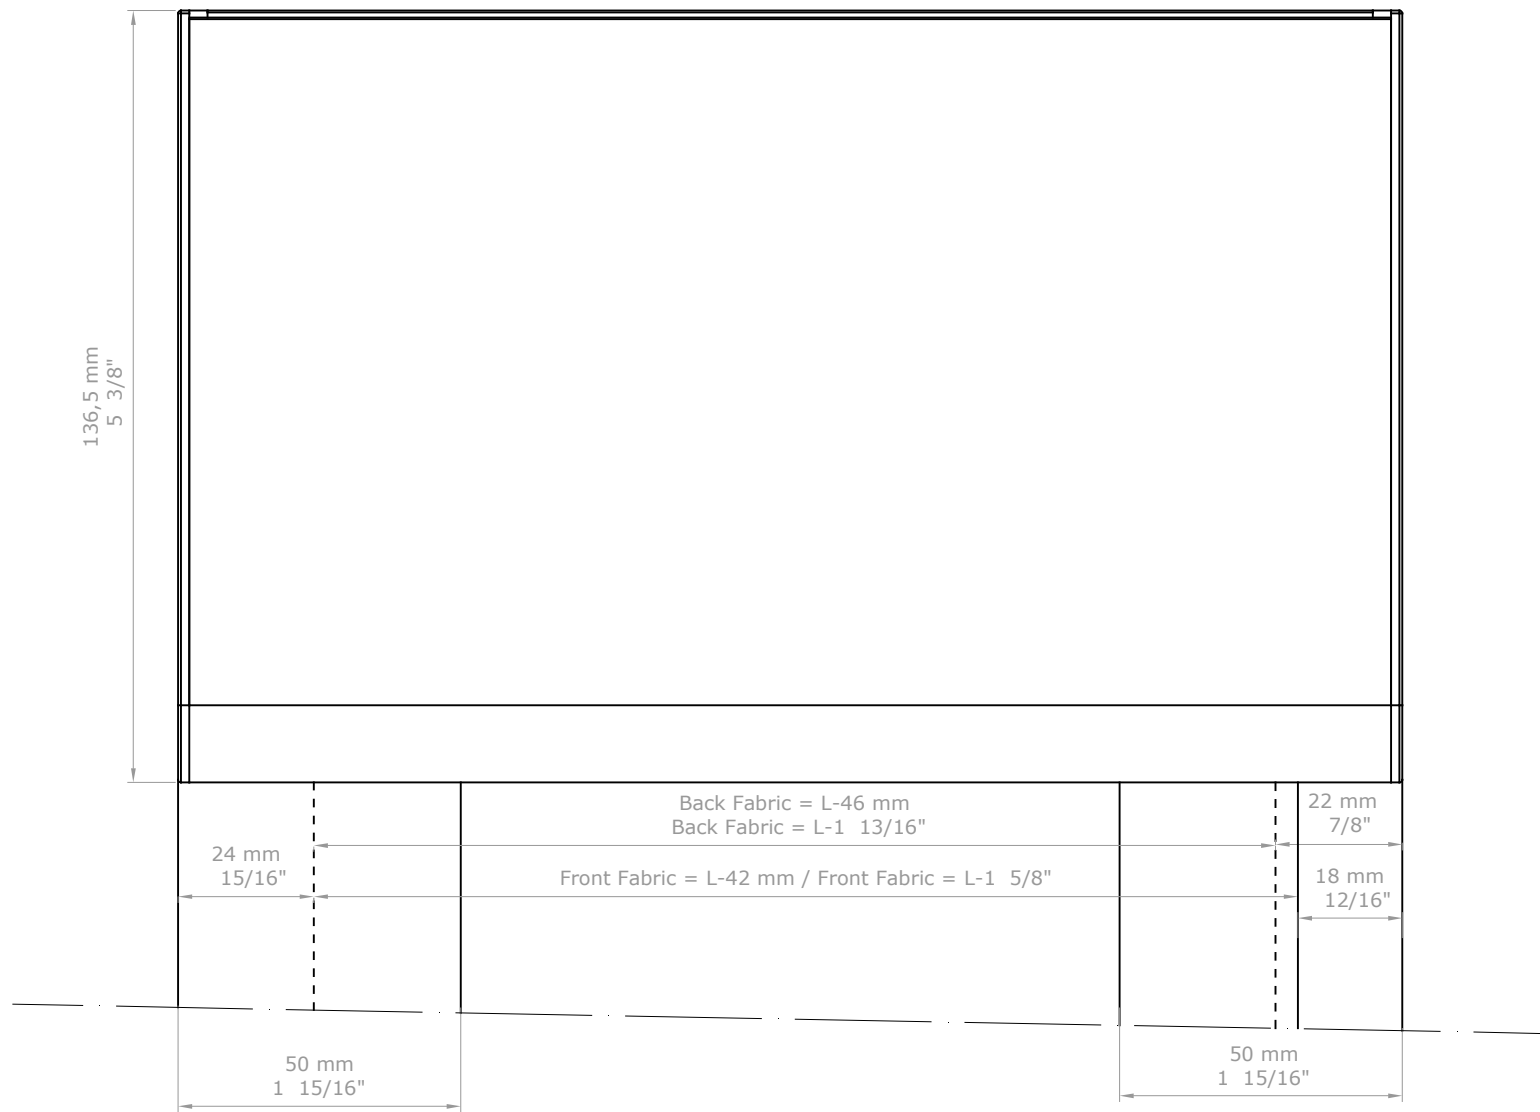 136,5 mm
5 3/8"
Back Fabric = L-46 mm
Back Fabric = L-1 13/16"
22 mm
7/8"
24 mm
15/16"
Front Fabric = L-42 mm / Front Fabric = L-1 5/8"
18 mm
12/16"
50 mm
1 15/16"
50 mm
1 15/16"